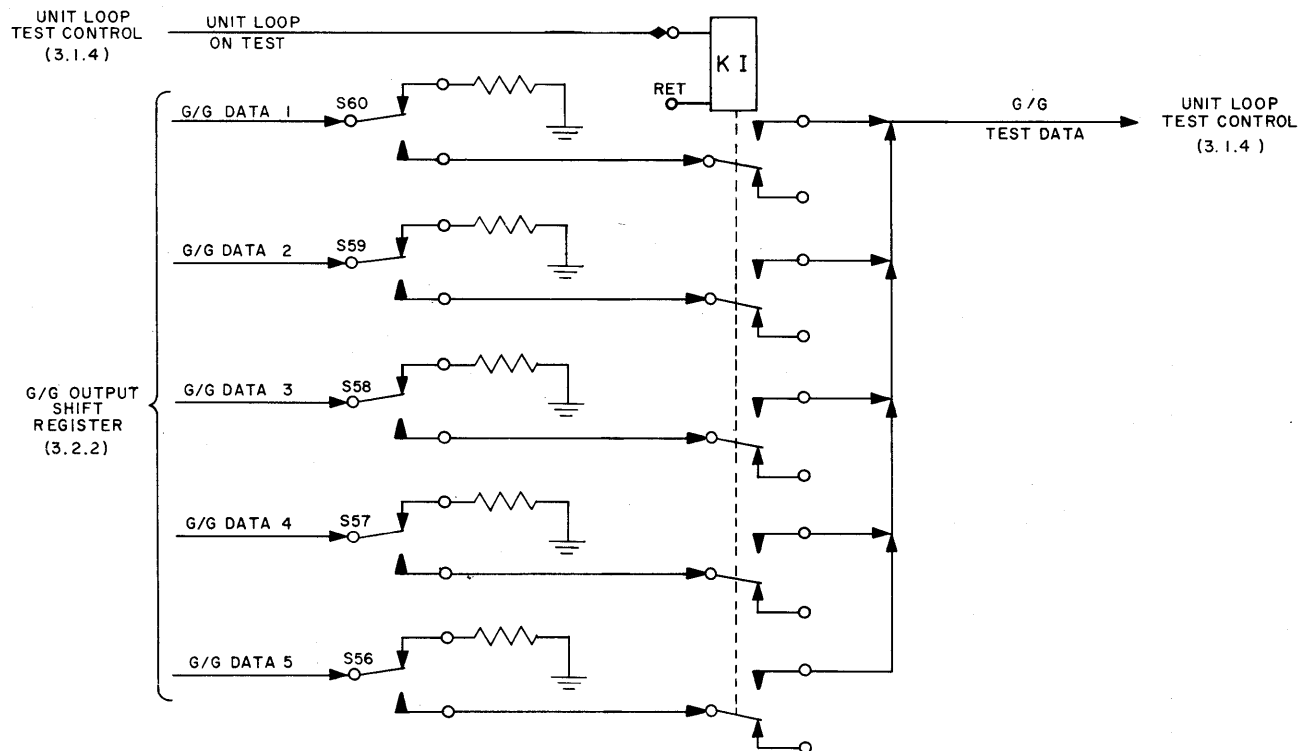 UNIT LOOP
TEST CONTROL
(3.1.4)
UNIT LOOP
ON TEST
K I
RET
G/G DATA 1
S60
G/G
TEST DATA
UNIT LOOP
TEST CONTROL
(3.1.4)
G/G DATA 2
S59
G/G OUTPUT
SHIFT
REGISTER
(3.2.2)
G/G DATA 3
S58
G/G DATA 4
S57
G/G DATA 5
S56